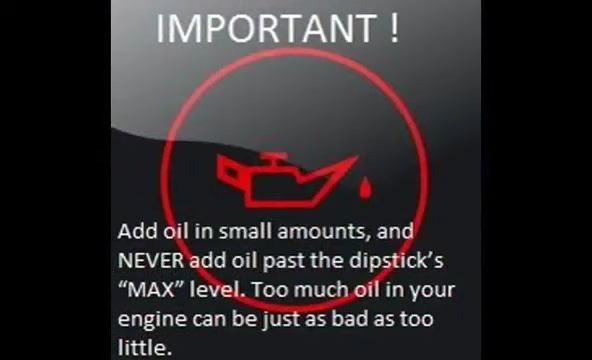 IMPORTANT !
Add oil in small amounts, and
NEVER add oil past the dipstick’s
“MAX” level. Too much oil in your
engine can be just as bad as too
little.